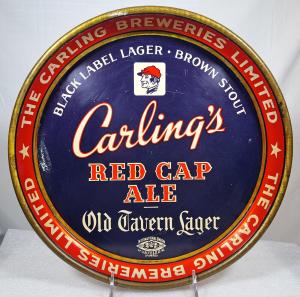 THE CARLING BREWERIES LIMITED
BLACK LABEL LAGER · BROWN STOUT
Carling's
RED CAP
ALE
Old Tavern Lager
THE CARLING BREWERIES LIMITED